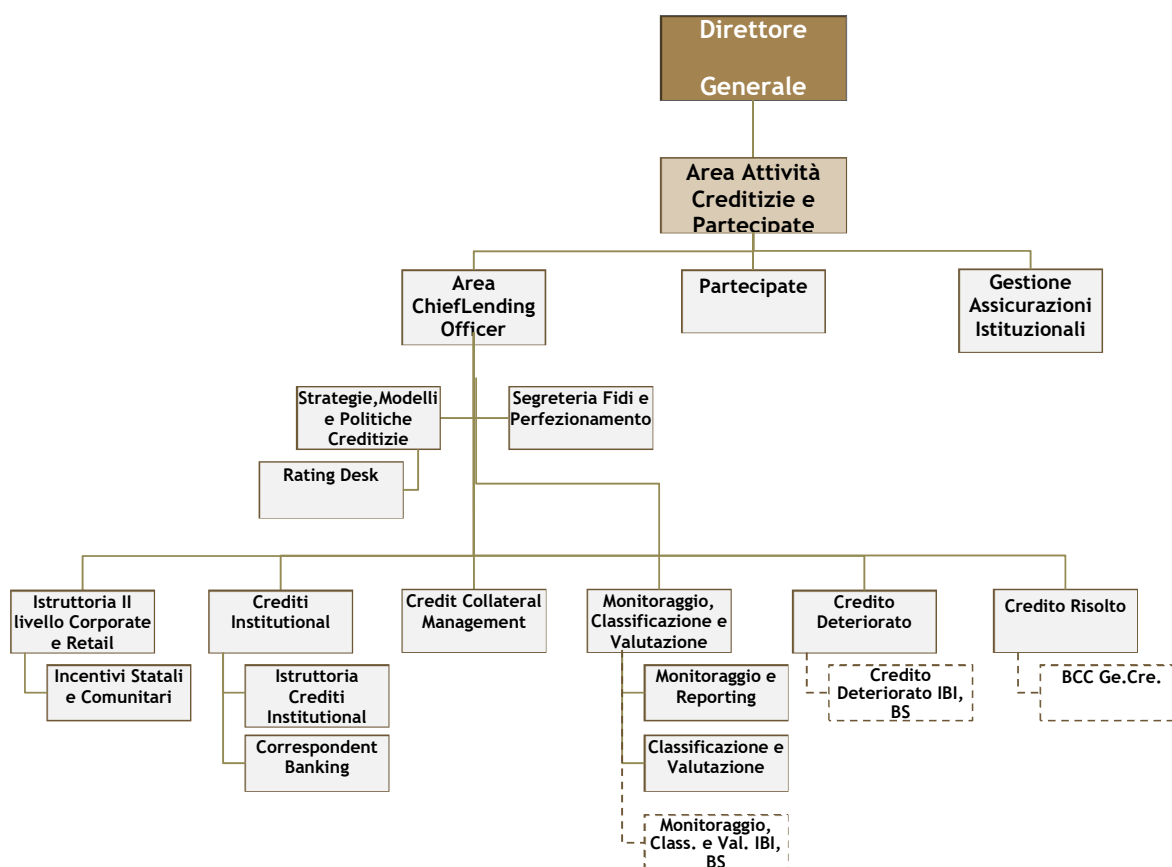 Direttore
Generale
Area Attività
Creditizie e
Partecipate
Area
ChiefLending
Officer
Partecipate
Gestione
Assicurazioni
Istituzionali
Strategie,Modelli
e Politiche
Creditizie
Segreteria Fidi e
Perfezionamento
Rating Desk
Istruttoria II
livello Corporate
e Retail
Crediti
Institutional
Credit Collateral
Management
Monitoraggio,
Classificazione e
Valutazione
Credito
Deteriorato
Credito Risolto
Incentivi Statali
e Comunitari
Istruttoria
Crediti
Institutional
Monitoraggio e
Reporting
Credito
Deteriorato IBI,
BS
BCC Ge.Cre.
Correspondent
Banking
Classificazione e
Valutazione
Monitoraggio,
Class. e Val. IBI,
BS